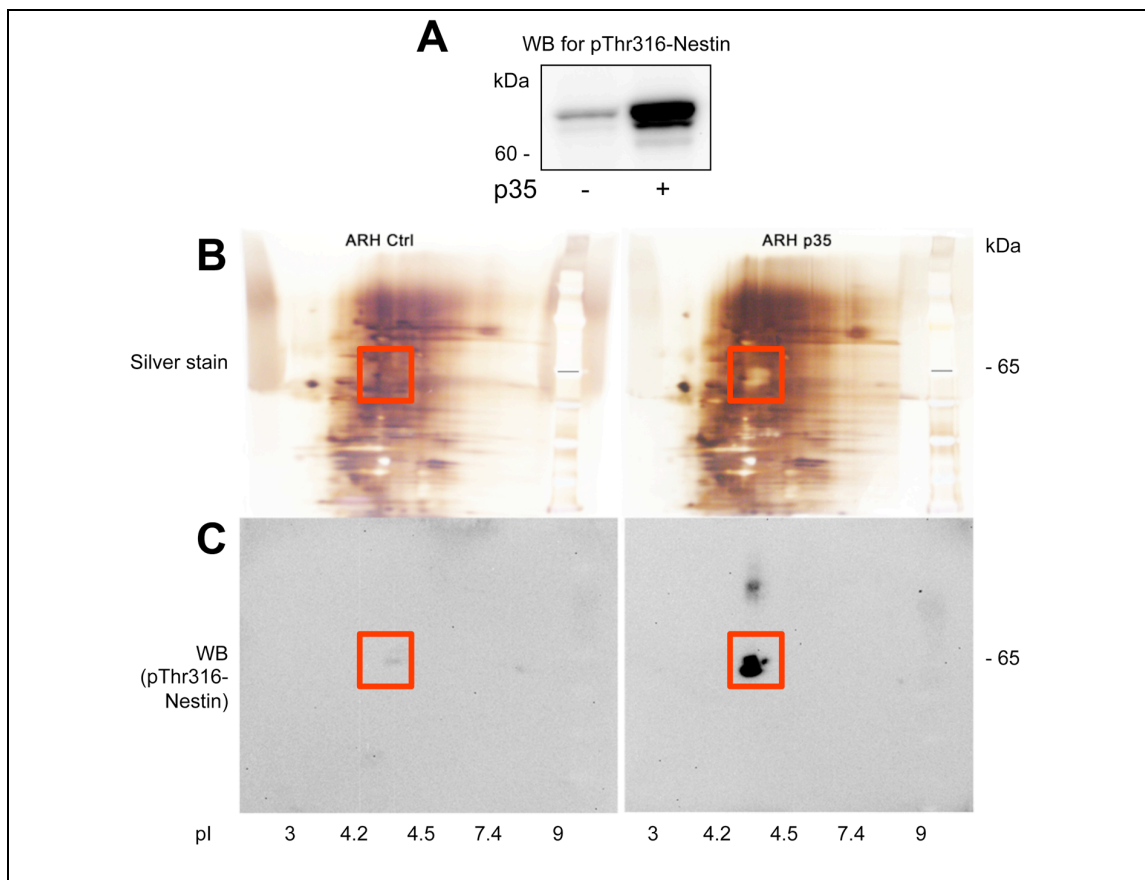 A
WB for pThr316-Nestin
kDa
60 -
p35 - +
B
ARH Ctrl
ARH p35
kDa
Silver stain
- 65
C
WB
(pThr316-
Nestin)
- 65
pI 3 4.2 4.5 7.4 9 3 4.2 4.5 7.4 9